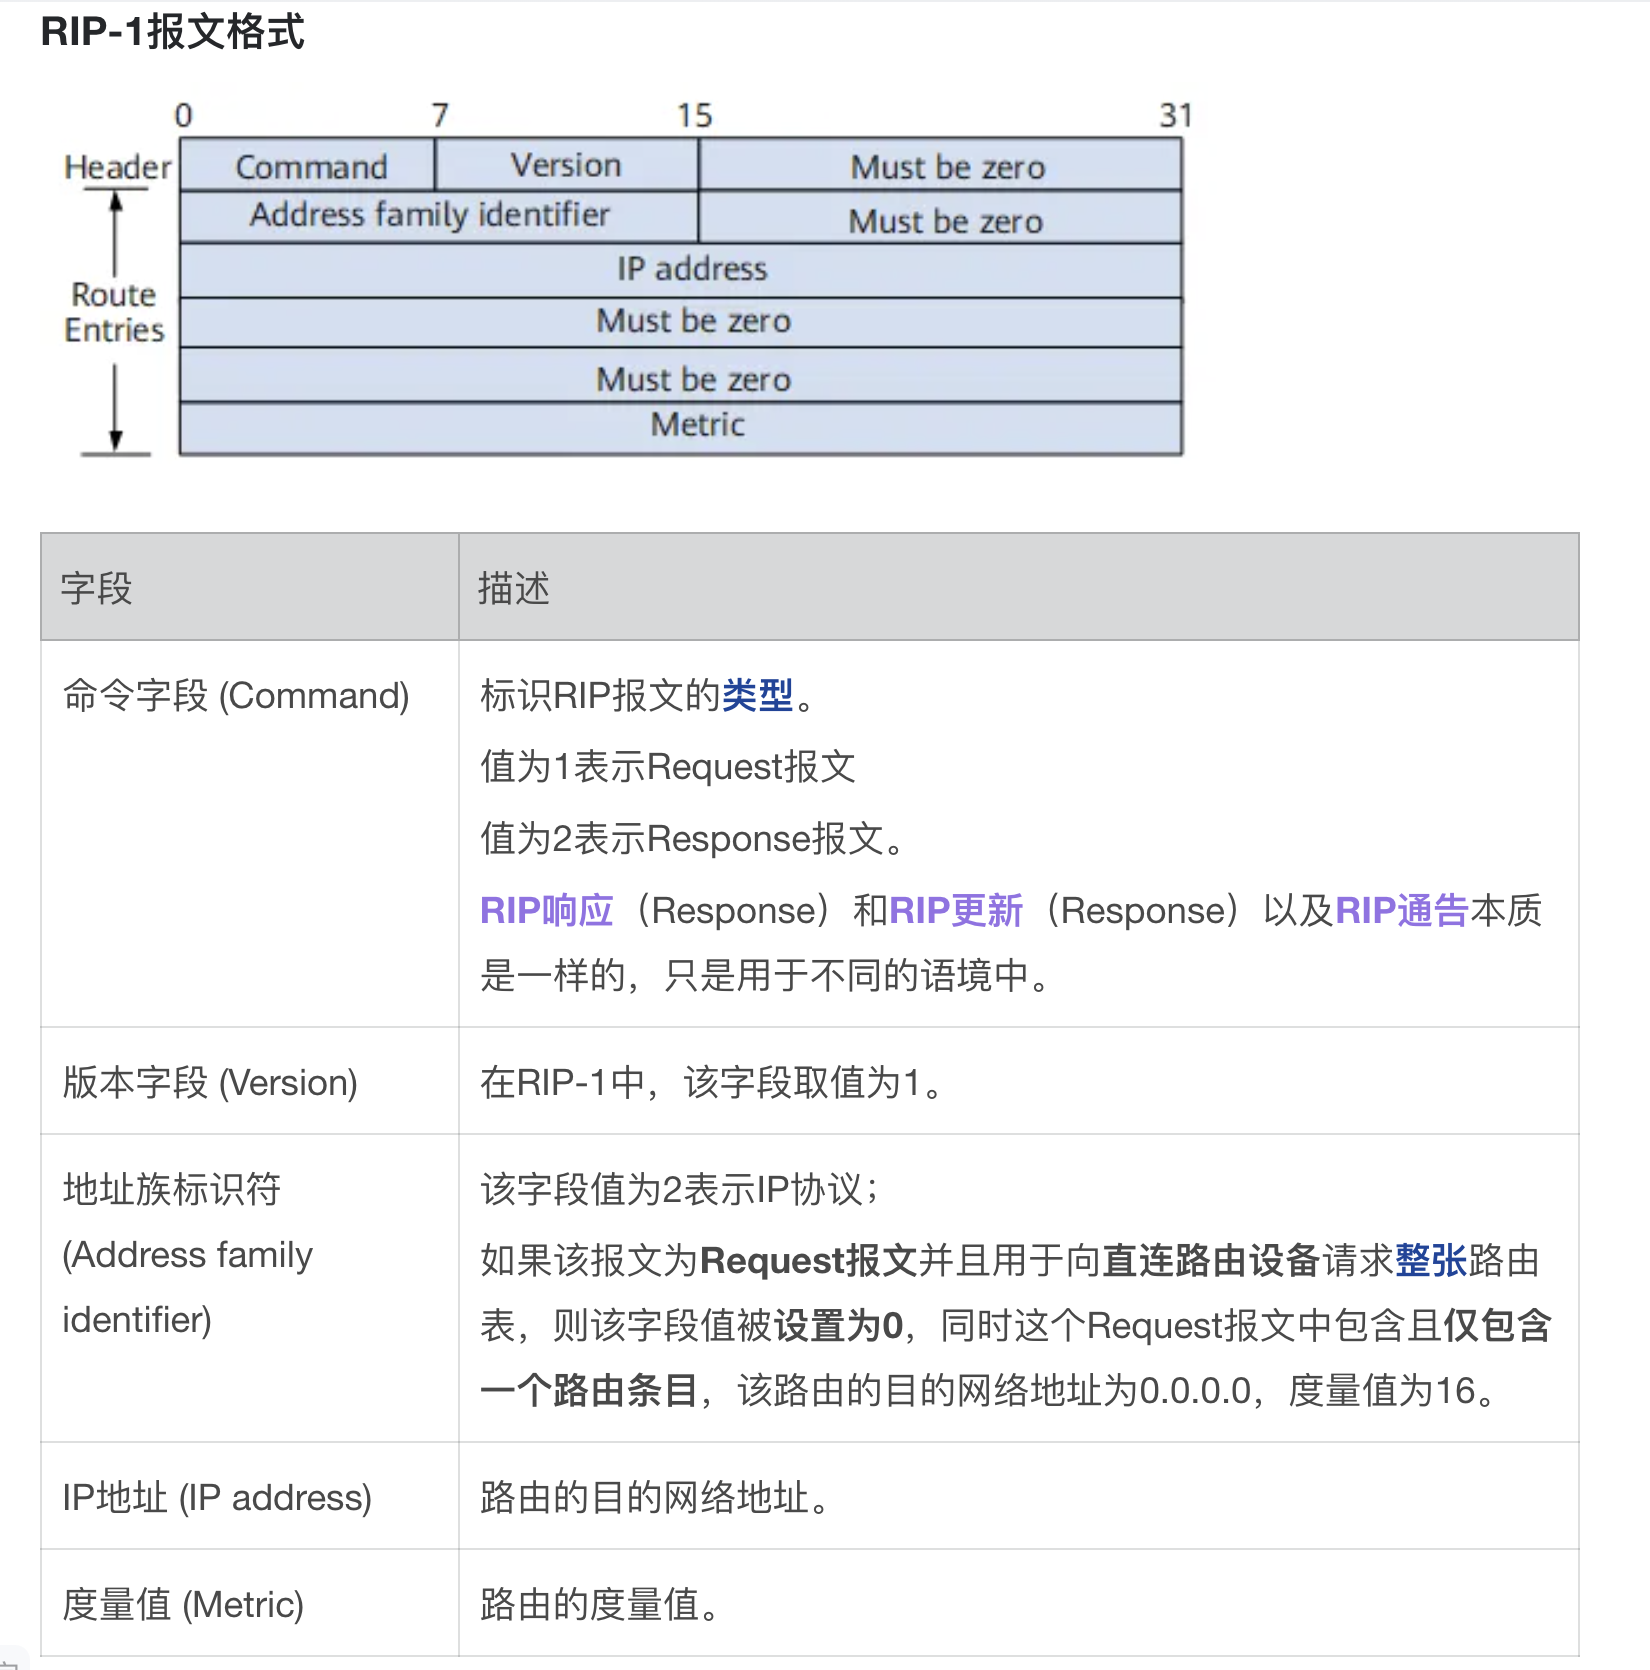 RIP-1报文格式
0 7 15 31
Header Command Version Must be zero
Address family identifier Must be zero
IP address
Route
Entries
Must be zero
Must be zero
Metric
字段 描述
命令字段 (Command) 标识RIP报文的类型。
值为1表示Request报文
值为2表示Response报文。
RIP响应（Response）和RIP更新（Response）以及RIP通告本质
是一样的，只是用于不同的语境中。
版本字段 (Version) 在RIP-1中，该字段取值为1。
地址族标识符
(Address family
identifier)
该字段值为2表示IP协议；
如果该报文为Request报文并且用于向直连路由设备请求整张路由
表，则该字段值被设置为0，同时这个Request报文中包含且仅包含
一个路由条目，该路由的目的网络地址为0.0.0.0，度量值为16。
IP地址 (IP address) 路由的目的网络地址。
度量值 (Metric) 路由的度量值。